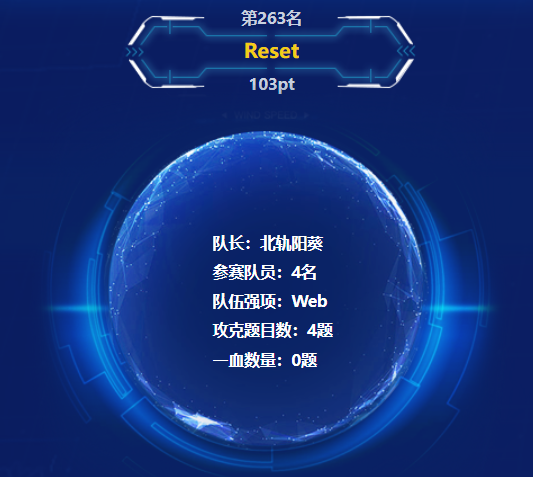 第263名
Reset
103pt
队长：北轨阳葵
参赛队员：4名
队伍强项：Web
攻克题目数：4题
一血数量：0题